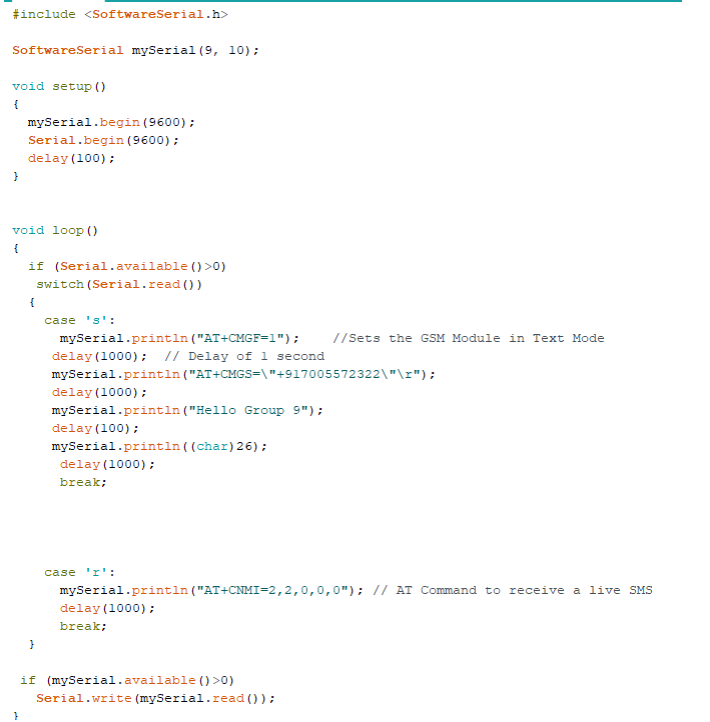 #include <SoftwareSerial.h>
SoftwareSerial mySerial(9, 10);
void setup()
{
mySerial.begin(9600);
Serial.begin(9600);
delay(100);
}
void loop()
{
if (Serial.available()>0)
switch(Serial.read())
{
case 's':
mySerial.println("AT+CMGF=1"); //Sets the GSM Module in Text Mode
delay(1000); // Delay of 1 second
mySerial.println("AT+CMGS=\"+917005572322\"\r");
delay(1000);
mySerial.println("Hello Group 9");
delay(100);
mySerial.println((char)26);
delay(1000);
break;
case 'r':
mySerial.println("AT+CNMI=2,2,0,0,0"); // AT Command to receive a live SMS
delay(1000);
break;
}
if (mySerial.available()>0)
Serial.write(mySerial.read());
}